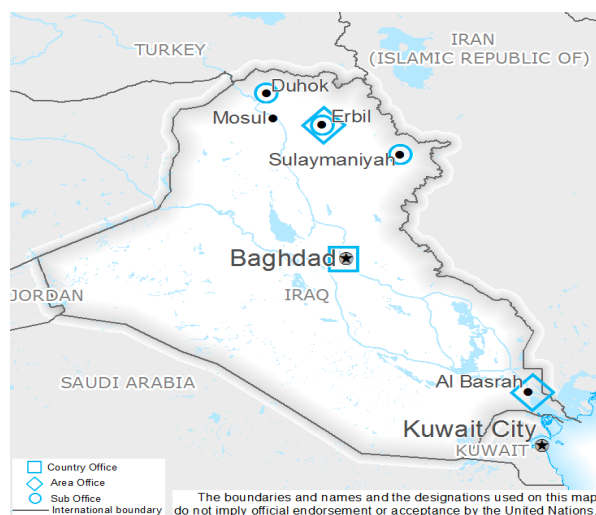 IRAN
TURKEY
(ISLAMIC REPUBLIC OF)
Duhok
Mosul
Erbil
Sulaymaniyah
Baghdad
IRAQ
JORDAN
SAUDI ARABIA
Al Basrah
Kuwait City
KUWAIT
Country Office
Area Office
Sub Office
International boundary
The boundaries and names and the designations used on this map
do not imply official endorsement or acceptance by the United Nations.